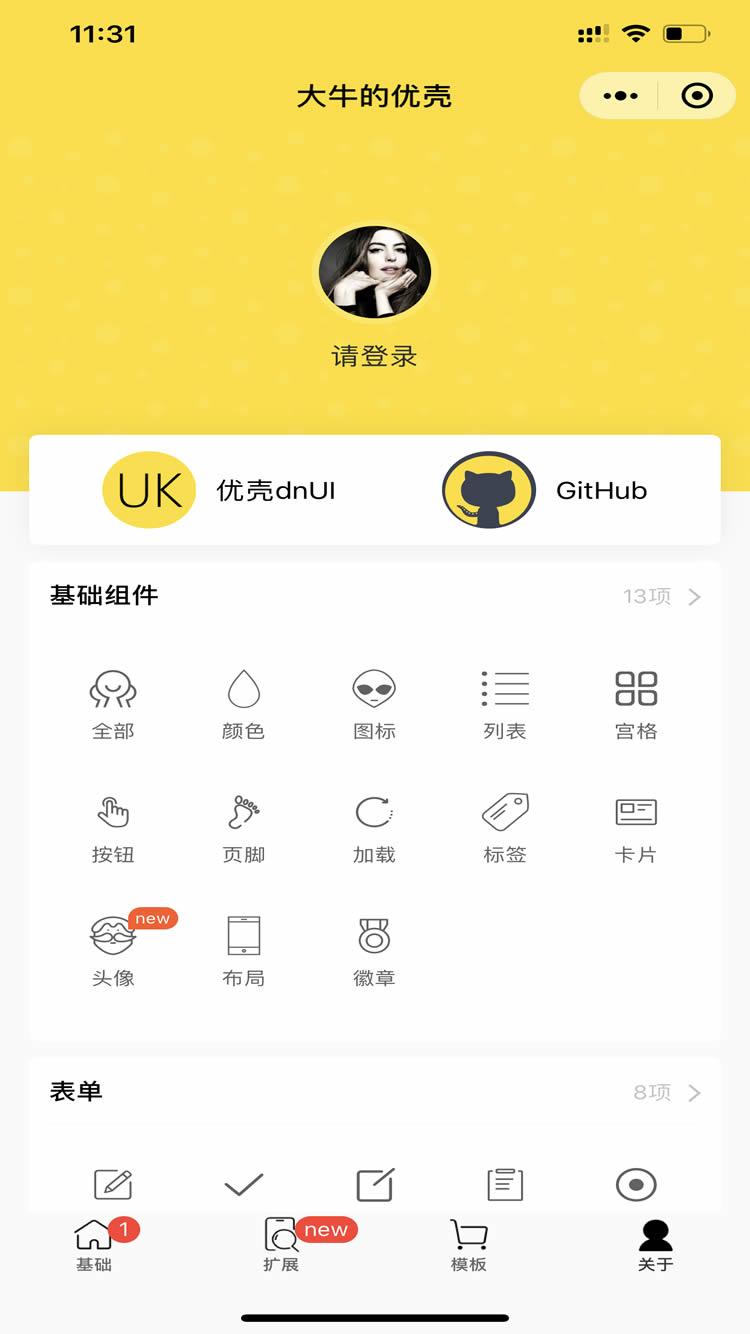 11:31
大牛的优壳
请登录
UK 优壳dnUI GitHub
基础组件 13项
全部 颜色 图标 列表 宫格
按钮 页脚 加载 标签 卡片
new
头像 布局 徽章
表单 8项
1 new
基础 扩展 模板 关于